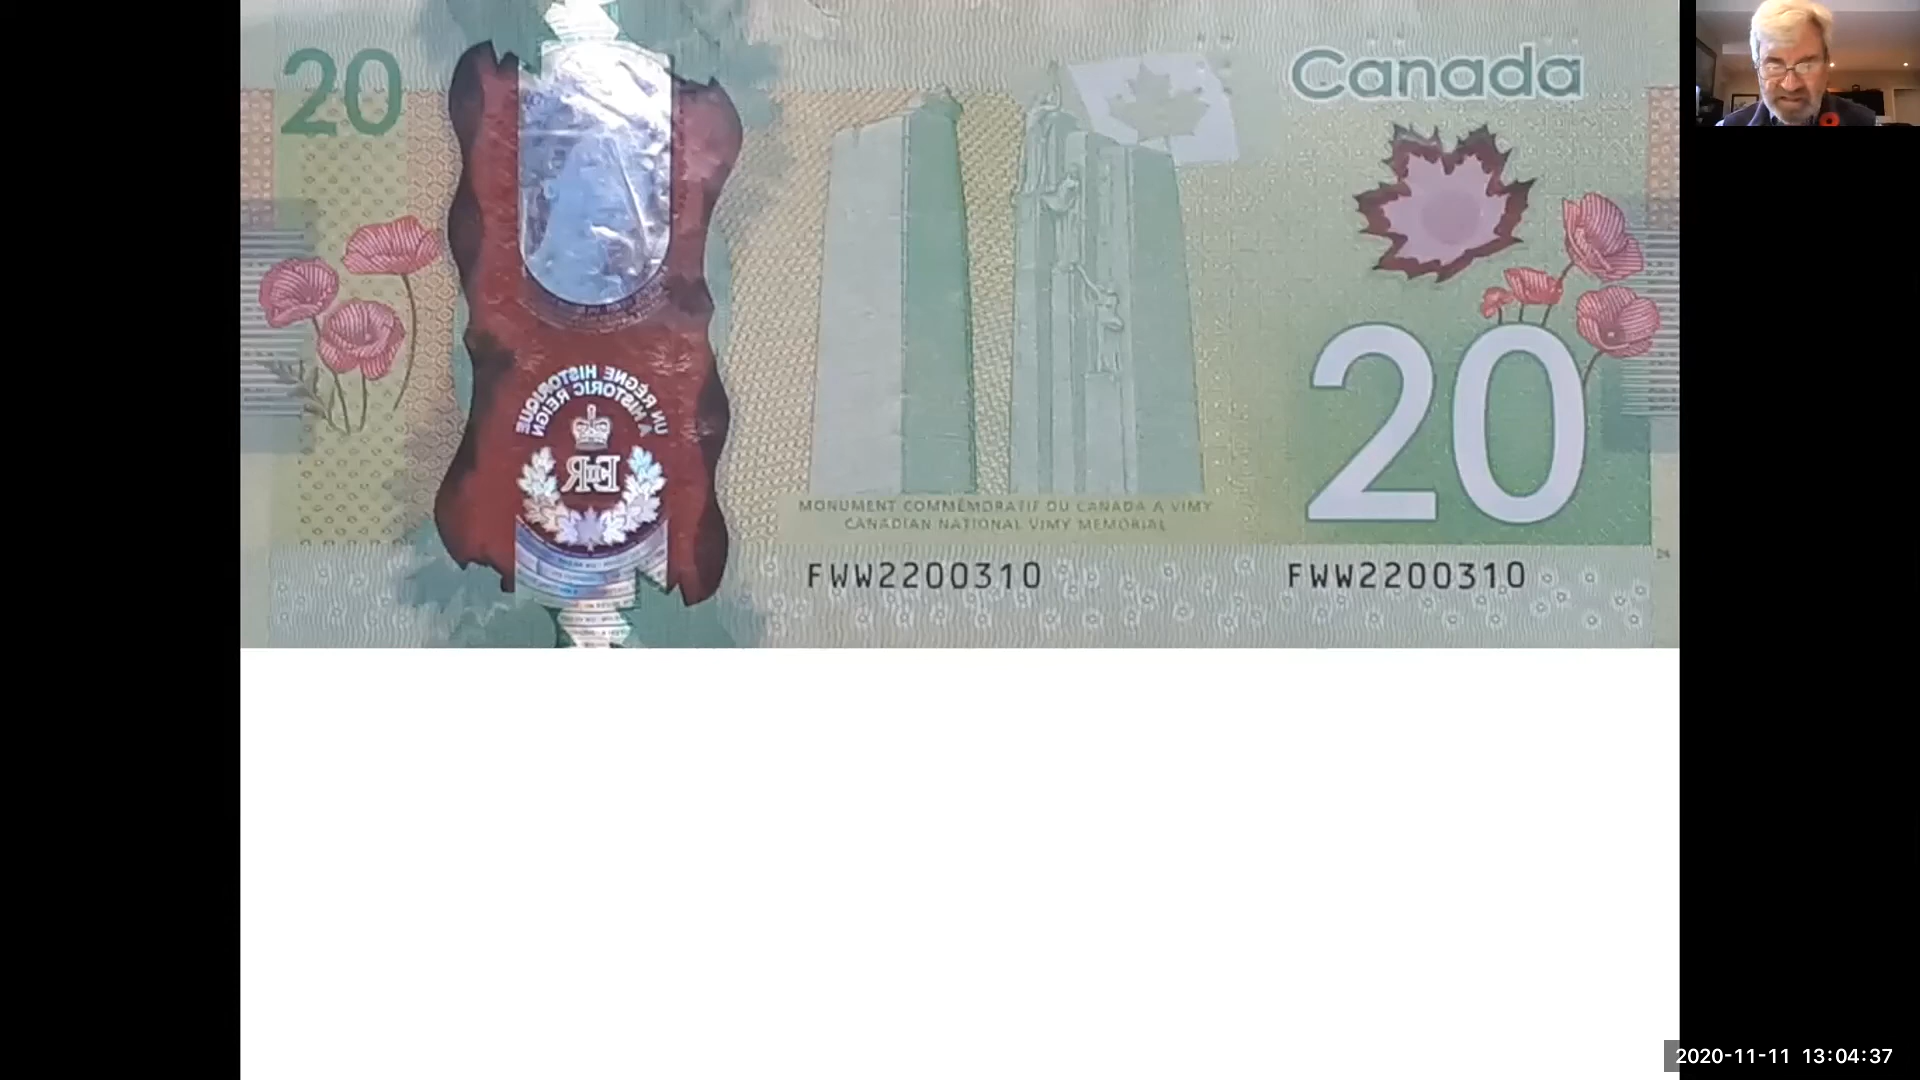 20
Canada
UN RÈGNE HISTORIQUE
A HISTORIC REIGN
EIIR
20
MONUMENT COMMÉMORATIF DU CANADA À VIMY
CANADIAN NATIONAL VIMY MEMORIAL
FWW2200310
FWW2200310
2020-11-11 13:04:37